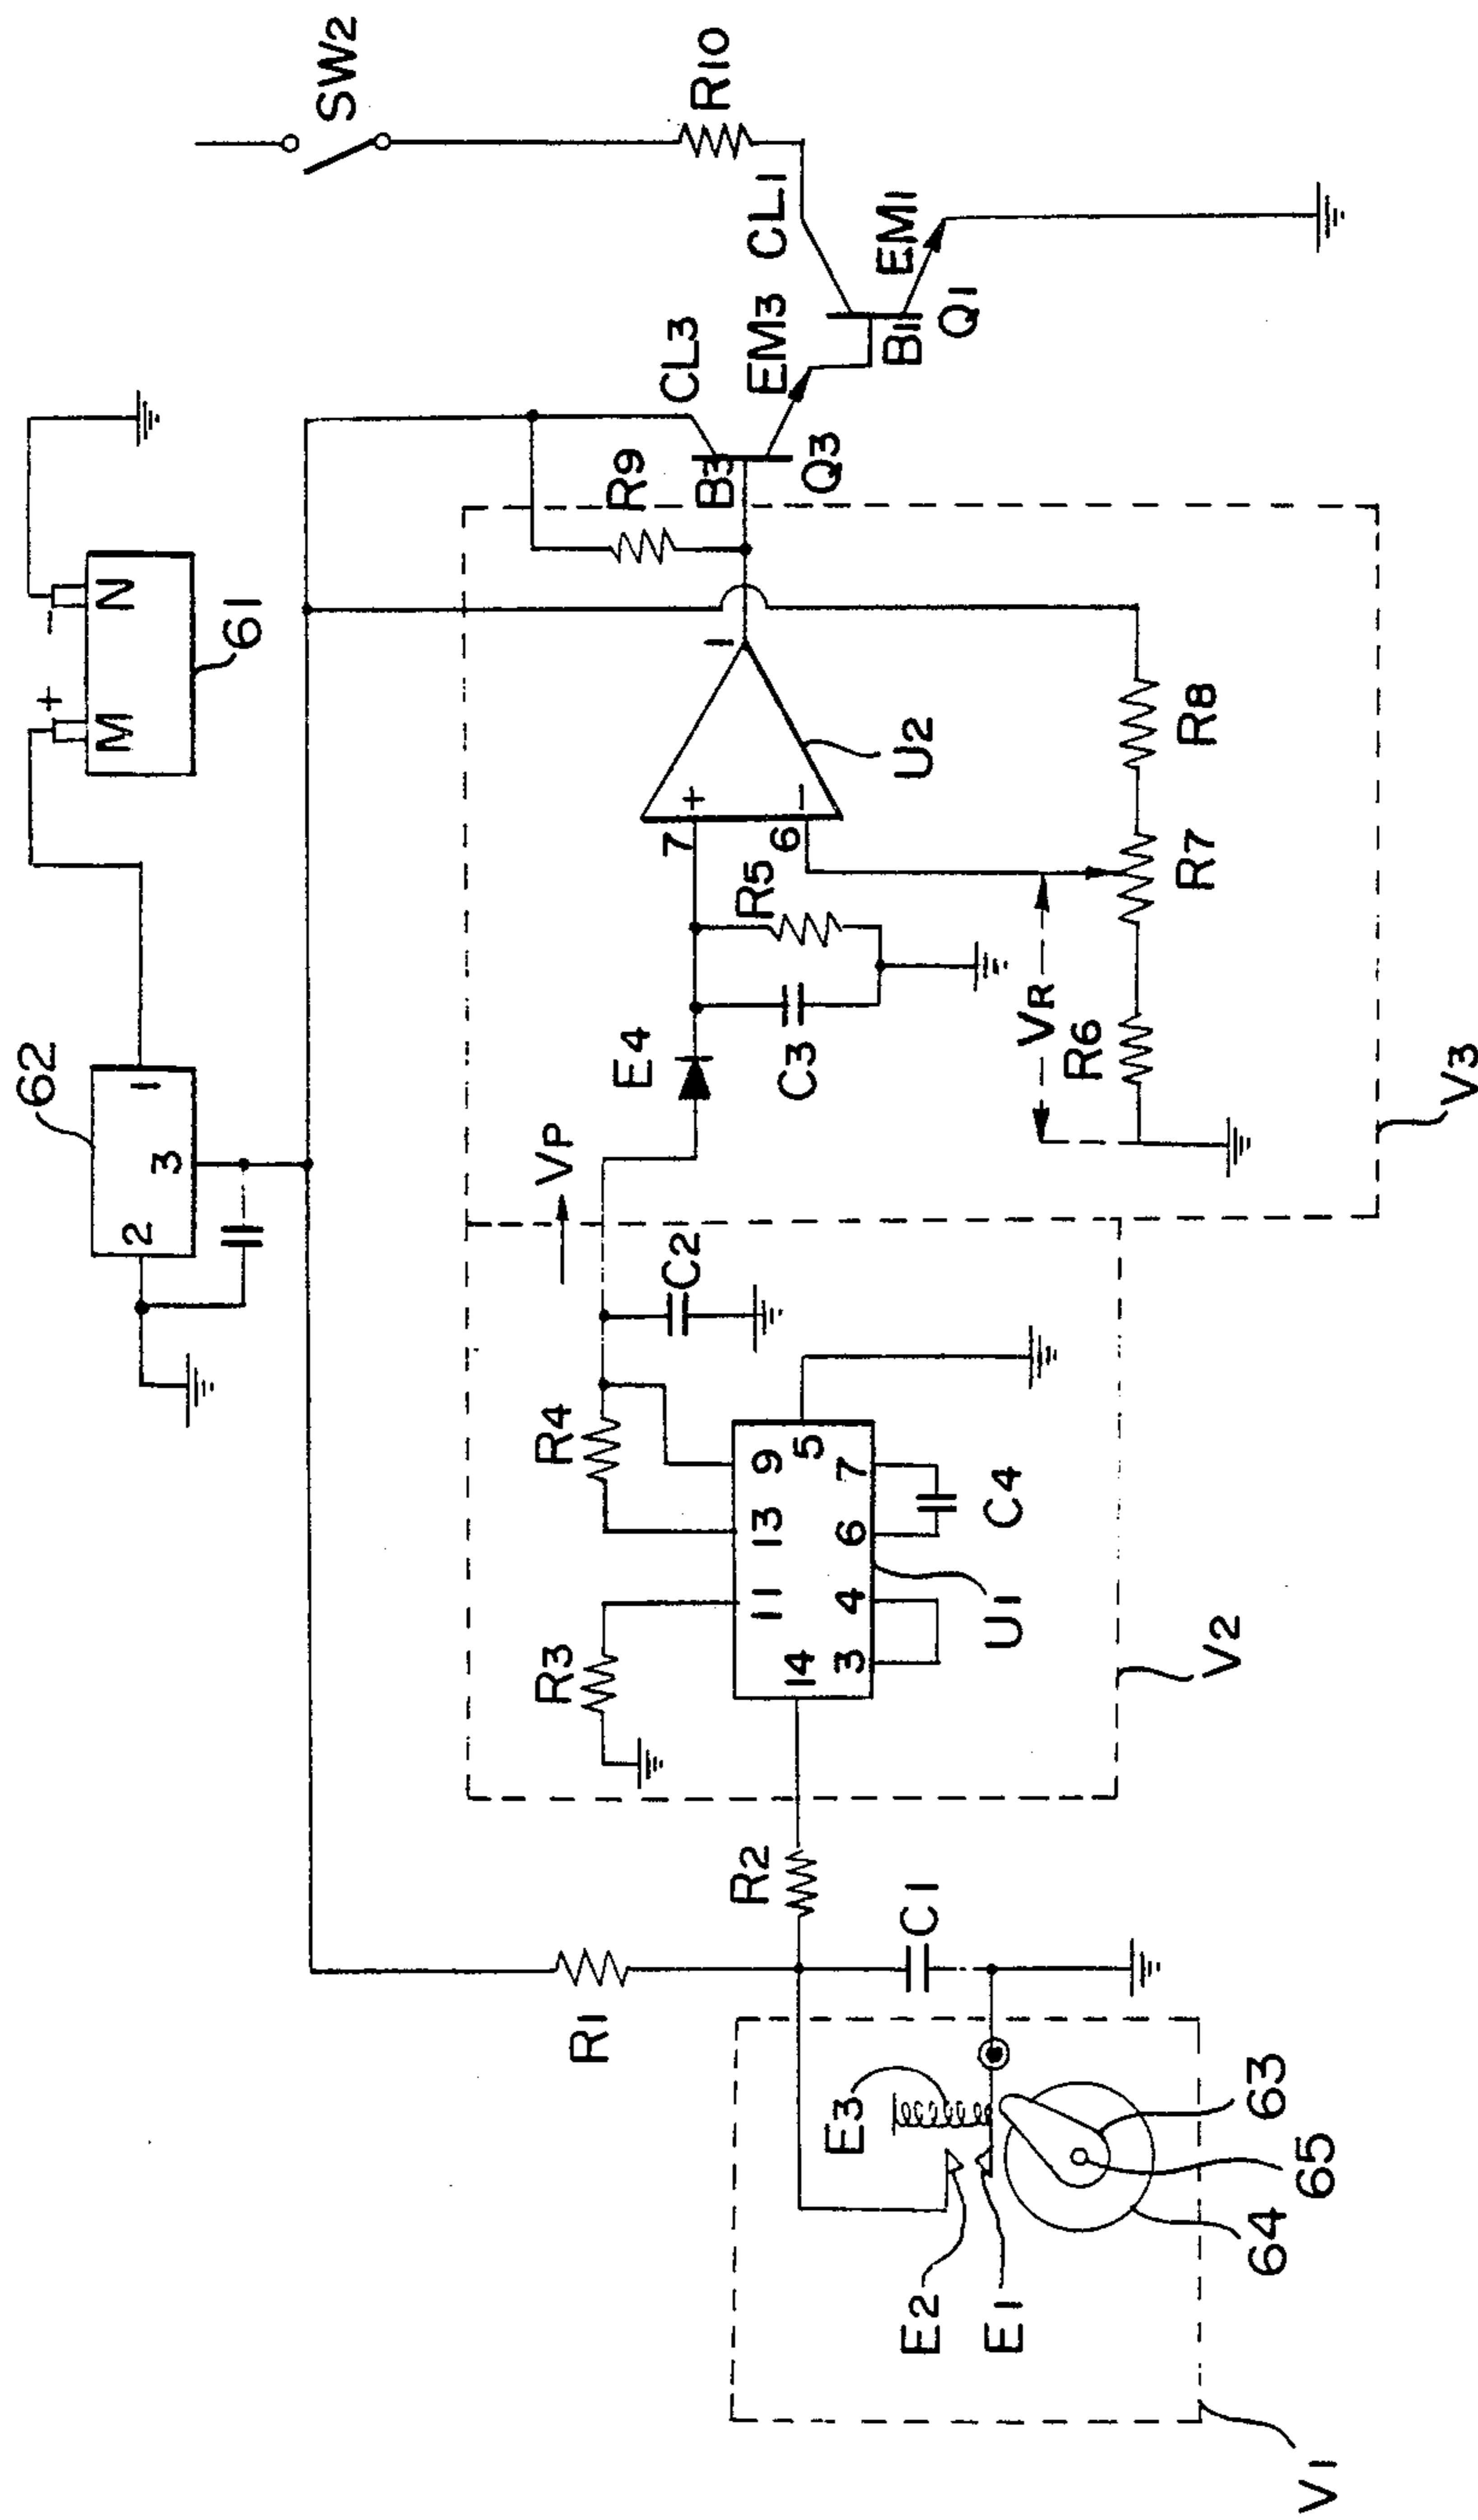 62
1
2
3
+
-
M
N
61
SW2
R10
CL1
EM1
B1
Q1
CL3
EM3
B3
Q3
R9
1
U2
+
-
7
6
R5
R8
R7
R6
VR
E4
C3
VP
C2
V3
R4
R3
9
5
13
11
14
7
6
4
3
C4
U1
V2
R2
R1
C1
E3
E2
E1
63
65
64
V1